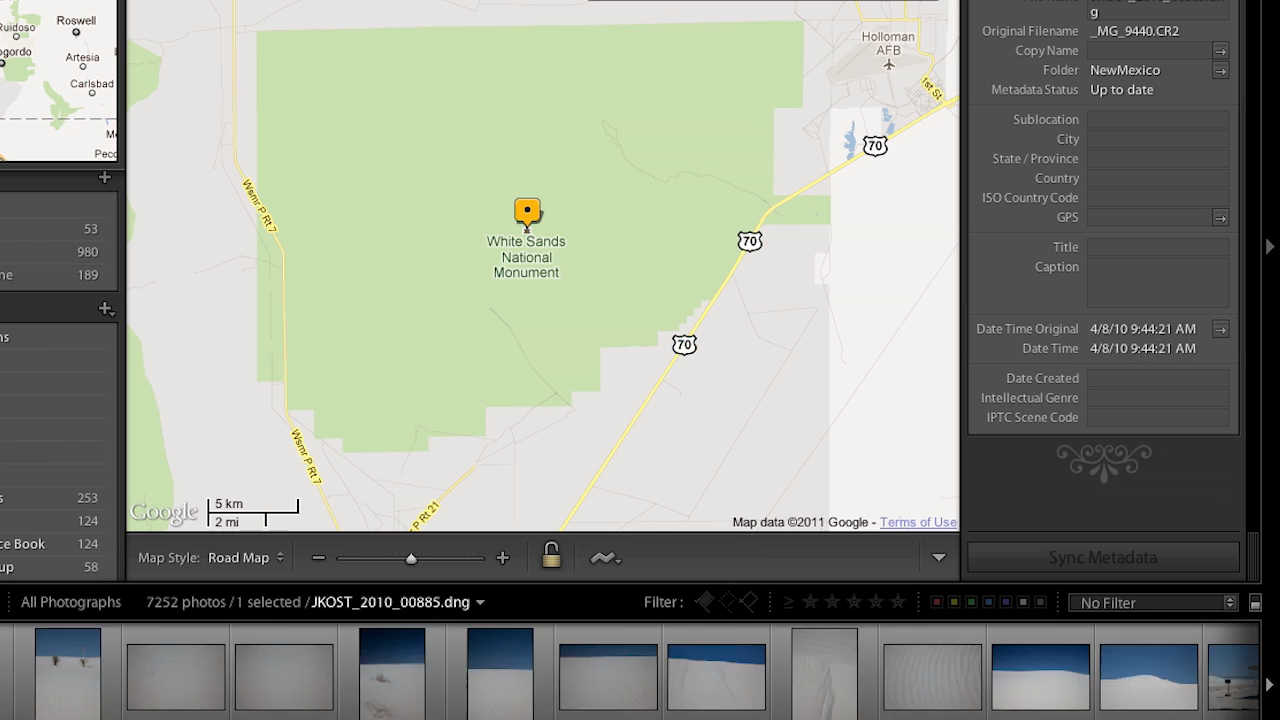 Roswell
Ruidoso
Artesia
Carlsbad
Holloman
AFB
1st St
70
70
70
Wsmr P Rt 7
White Sands
National
Monument
Wsmr P Rt 7
P Rt 21
5 km
2 mi
Google
Map data ©2011 Google - Terms of Use
53
980
189
253
124
124
58
Map Style: Road Map
g
Original Filename _MG_9440.CR2
Copy Name
Folder NewMexico
Metadata Status Up to date
Sublocation
City
State / Province
Country
ISO Country Code
GPS
Title
Caption
Date Time Original 4/8/10 9:44:21 AM
Date Time 4/8/10 9:44:21 AM
Date Created
Intellectual Genre
IPTC Scene Code
Sync Metadata
All Photographs 7252 photos / 1 selected / JKOST_2010_00885.dng
Filter :
No Filter